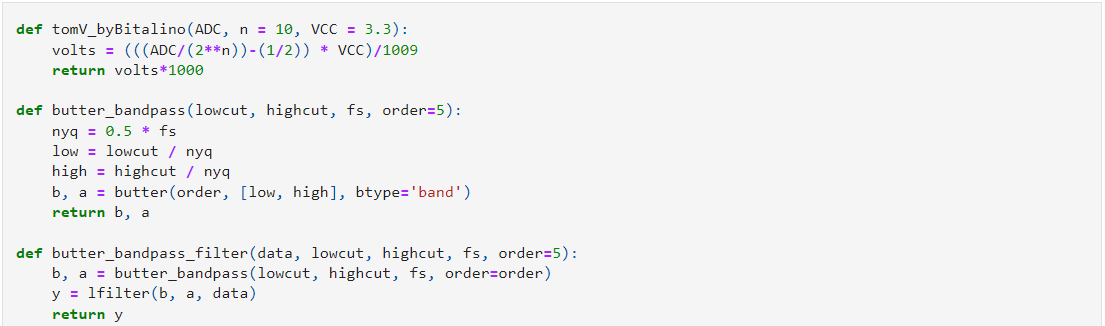 def tomV_byBitalino(ADC, n = 10, VCC = 3.3):
    volts = (((ADC/(2**n))-(1/2)) * VCC)/1009
    return volts*1000
def butter_bandpass(lowcut, highcut, fs, order=5):
    nyq = 0.5 * fs
    low = lowcut / nyq
    high = highcut / nyq
    b, a = butter(order, [low, high], btype='band')
    return b, a
def butter_bandpass_filter(data, lowcut, highcut, fs, order=5):
    b, a = butter_bandpass(lowcut, highcut, fs, order=order)
    y = lfilter(b, a, data)
    return y